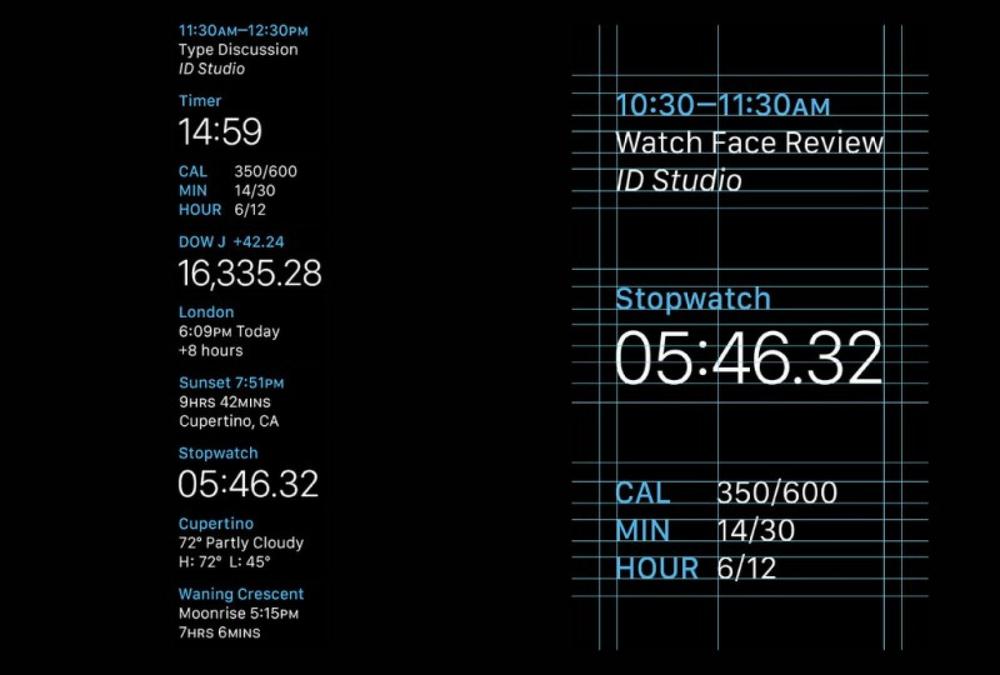 11:30AM–12:30PM
Type Discussion
ID Studio
Timer
14:59
CAL 350/600
MIN 14/30
HOUR 6/12
DOW J +42.24
16,335.28
London
6:09PM Today
+8 hours
Sunset 7:51PM
9HRS 42MINS
Cupertino, CA
Stopwatch
05:46.32
Cupertino
72° Partly Cloudy
H: 72° L: 45°
Waning Crescent
Moonrise 5:15PM
7HRS 6MINS
10:30–11:30AM
Watch Face Review
ID Studio
Stopwatch
05:46.32
CAL 350/600
MIN 14/30
HOUR 6/12